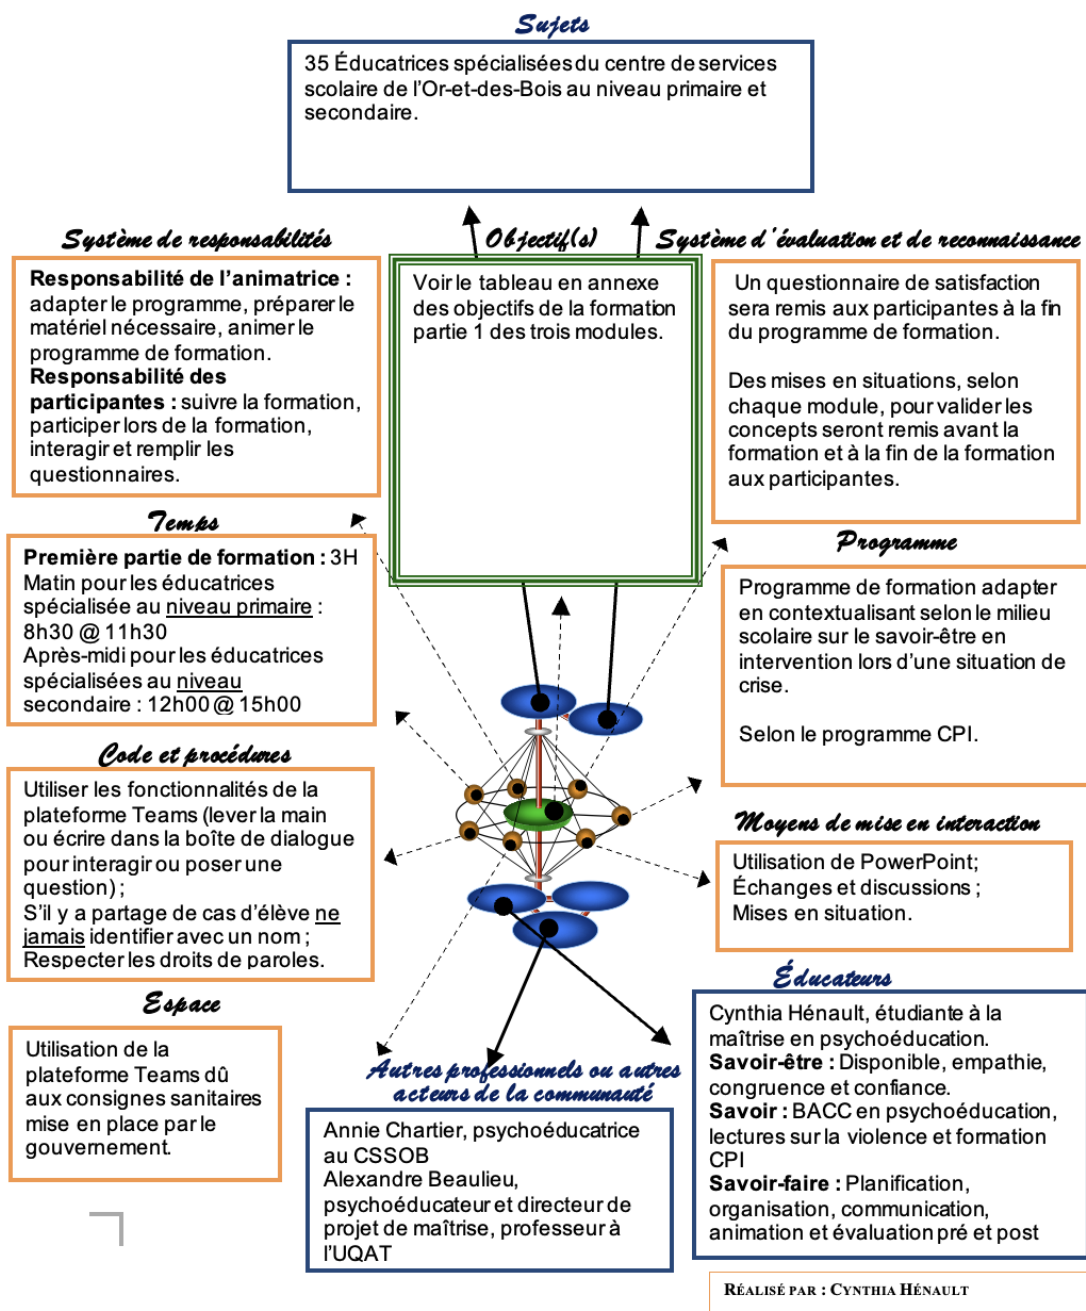 Sujets
35 Éducatrices spécialisées du centre de services
scolaire de l'Or-et-des-Bois au niveau primaire et
secondaire.
Système de responsabilités
Responsabilité de l'animatrice :
adapter le programme, préparer le
matériel nécessaire, animer le
programme de formation.
Responsabilité des
participantes : suivre la formation,
participer lors de la formation,
interagir et remplir les
questionnaires.
Objectif(s)
Voir le tableau en annexe
des objectifs de la formation
partie 1 des trois modules.
Système d'évaluation et de reconnaissance
Un questionnaire de satisfaction
sera remis aux participantes à la fin
du programme de formation.
Des mises en situations, selon
chaque module, pour valider les
concepts seront remis avant la
formation et à la fin de la formation
aux participantes.
Temps
Première partie de formation : 3H
Matin pour les éducatrices
spécialisée au niveau primaire :
8h30 @ 11h30
Après-midi pour les éducatrices
spécialisées au niveau
secondaire : 12h00 @ 15h00
Programme
Programme de formation adapter
en contextualisant selon le milieu
scolaire sur le savoir-être en
intervention lors d'une situation de
crise.
Selon le programme CPI.
Code et procédures
Utiliser les fonctionnalités de la
plateforme Teams (lever la main
ou écrire dans la boîte de dialogue
pour interagir ou poser une
question) ;
S'il y a partage de cas d'élève ne
jamais identifier avec un nom ;
Respecter les droits de paroles.
Moyens de mise en interaction
Utilisation de PowerPoint;
Échanges et discussions ;
Mises en situation.
Espace
Utilisation de la
plateforme Teams dû
aux consignes sanitaires
mise en place par le
gouvernement.
Autres professionnels ou autres
acteurs de la communauté
Annie Chartier, psychoéducatrice
au CSSOB
Alexandre Beaulieu,
psychoéducateur et directeur de
projet de maîtrise, professeur à
l'UQAT
Éducateurs
Cynthia Hénault, étudiante à la
maîtrise en psychoéducation.
Savoir-être : Disponible, empathie,
congruence et confiance.
Savoir : BACC en psychoéducation,
lectures sur la violence et formation
CPI
Savoir-faire : Planification,
organisation, communication,
animation et évaluation pré et post
RÉALISÉ PAR : CYNTHIA HÉNAULT